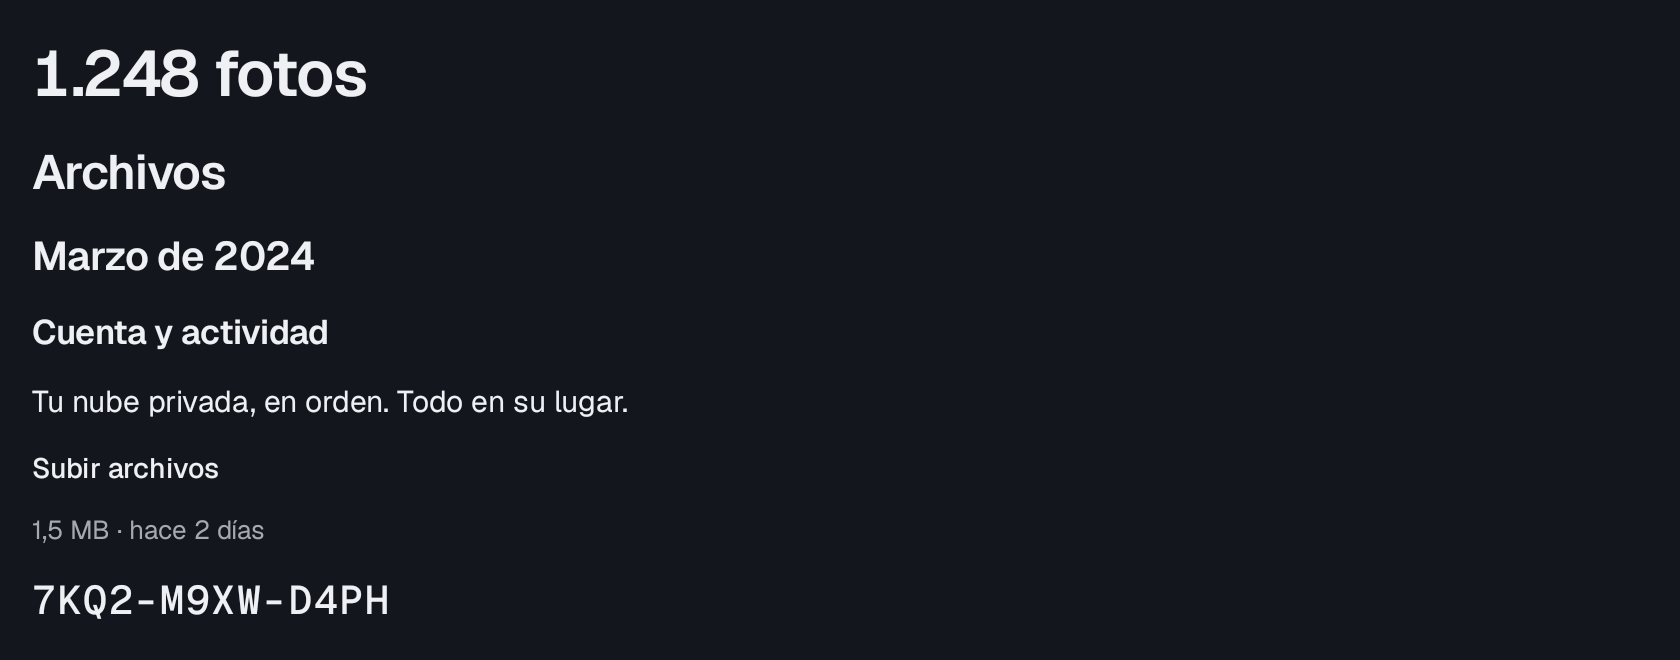 1.248 fotos
Archivos
Marzo de 2024
Cuenta y actividad
Tu nube privada, en orden. Todo en su lugar.
Subir archivos
1,5 MB · hace 2 días
7KQ2-M9XW-D4PH